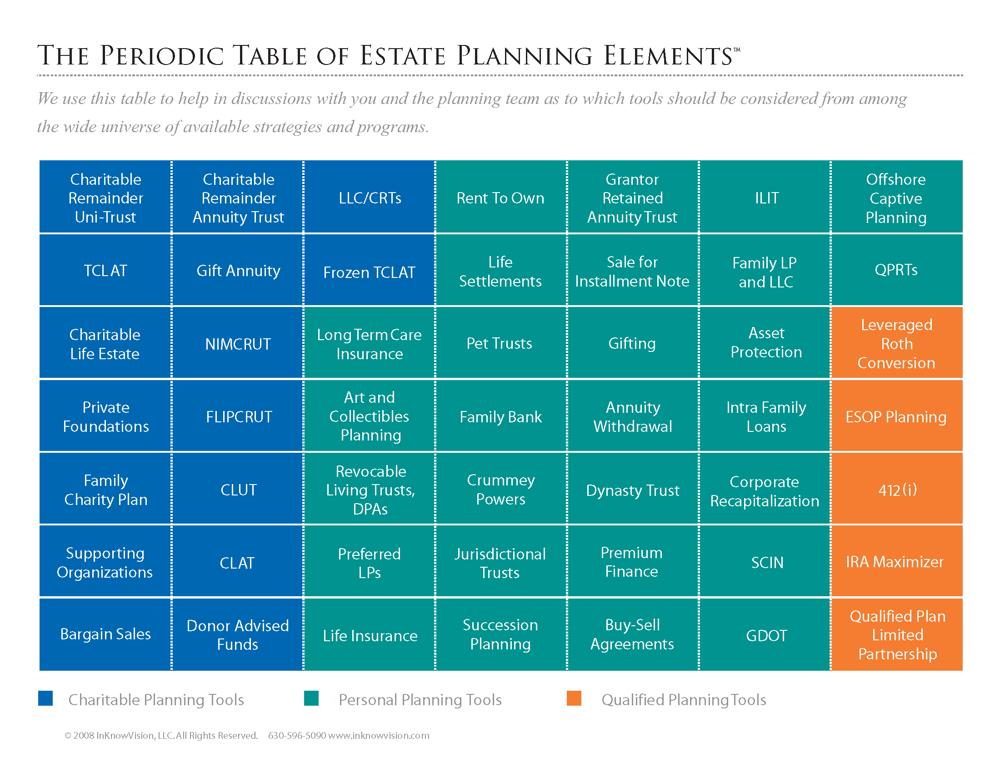 The Periodic Table of Estate Planning Elements™
We use this table to help in discussions with you and the planning team as to which tools should be considered from among
the wide universe of available strategies and programs.
Charitable
Remainder
Uni-Trust
Charitable
Remainder
Annuity Trust
LLC/CRTs
Rent To Own
Grantor
Retained
Annuity Trust
ILIT
Offshore
Captive
Planning
TCLAT
Gift Annuity
Frozen TCLAT
Life
Settlements
Sale for
Installment Note
Family LP
and LLC
QPRTs
Charitable
Life Estate
NIMCRUT
Long Term Care
Insurance
Pet Trusts
Gifting
Asset
Protection
Leveraged
Roth
Conversion
Private
Foundations
FLIPCRUT
Art and
Collectibles
Planning
Family Bank
Annuity
Withdrawal
Intra Family
Loans
ESOP Planning
Family
Charity Plan
CLUT
Revocable
Living Trusts,
DPAs
Crummey
Powers
Dynasty Trust
Corporate
Recapitalization
412(i)
Supporting
Organizations
CLAT
Preferred
LPs
Jurisdictional
Trusts
Premium
Finance
SCIN
IRA Maximizer
Bargain Sales
Donor Advised
Funds
Life Insurance
Succession
Planning
Buy-Sell
Agreements
GDOT
Qualified Plan
Limited
Partnership
Charitable Planning Tools
Personal Planning Tools
Qualified Planning Tools
© 2008 InKnowVision, LLC. All Rights Reserved. 630-596-5090 www.inknowvision.com